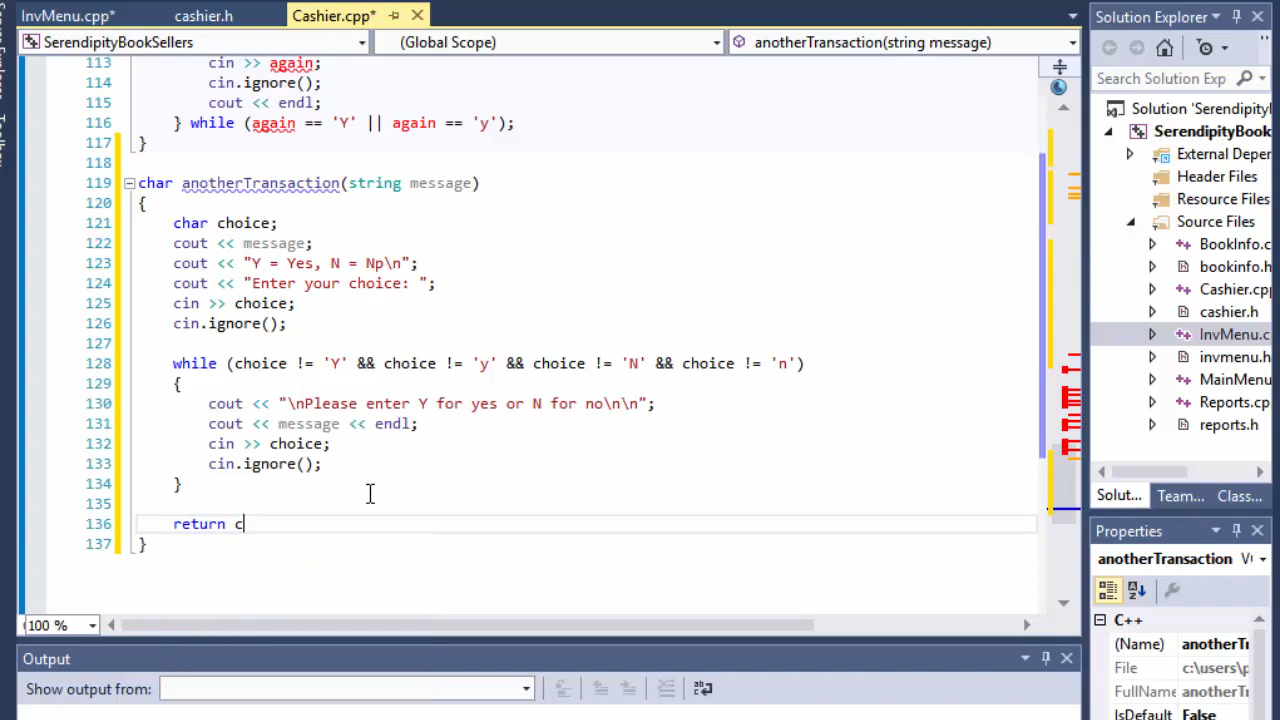 InvMenu.cpp* cashier.h Cashier.cpp*
Solution Explorer
SerendipityBookSellers (Global Scope) anotherTransaction(string message)
Search Solution Exp
Solution 'Serendipity
SerendipityBook
External Deper
Header Files
Resource Files
Source Files
BookInfo.c
bookinfo.h
Cashier.cpp
cashier.h
InvMenu.c
invmenu.h
MainMenu
Reports.cp
reports.h
Solut... Team... Class...
113 cin >> again;
114 cin.ignore();
115 cout << endl;
116 } while (again == 'Y' || again == 'y');
117 }
118
119 char anotherTransaction(string message)
120 {
121 char choice;
122 cout << message;
123 cout << "Y = Yes, N = Np\n";
124 cout << "Enter your choice: ";
125 cin >> choice;
126 cin.ignore();
127
128 while (choice != 'Y' && choice != 'y' && choice != 'N' && choice != 'n')
129 {
130 cout << "\nPlease enter Y for yes or N for no\n\n";
131 cout << message << endl;
132 cin >> choice;
133 cin.ignore();
134 }
135
136 return c
137 }
100 %
Properties
anotherTransaction
C++
(Name) anotherTr
File c:\users\p
FullName anotherTr
IsDefault False
Output
Show output from: